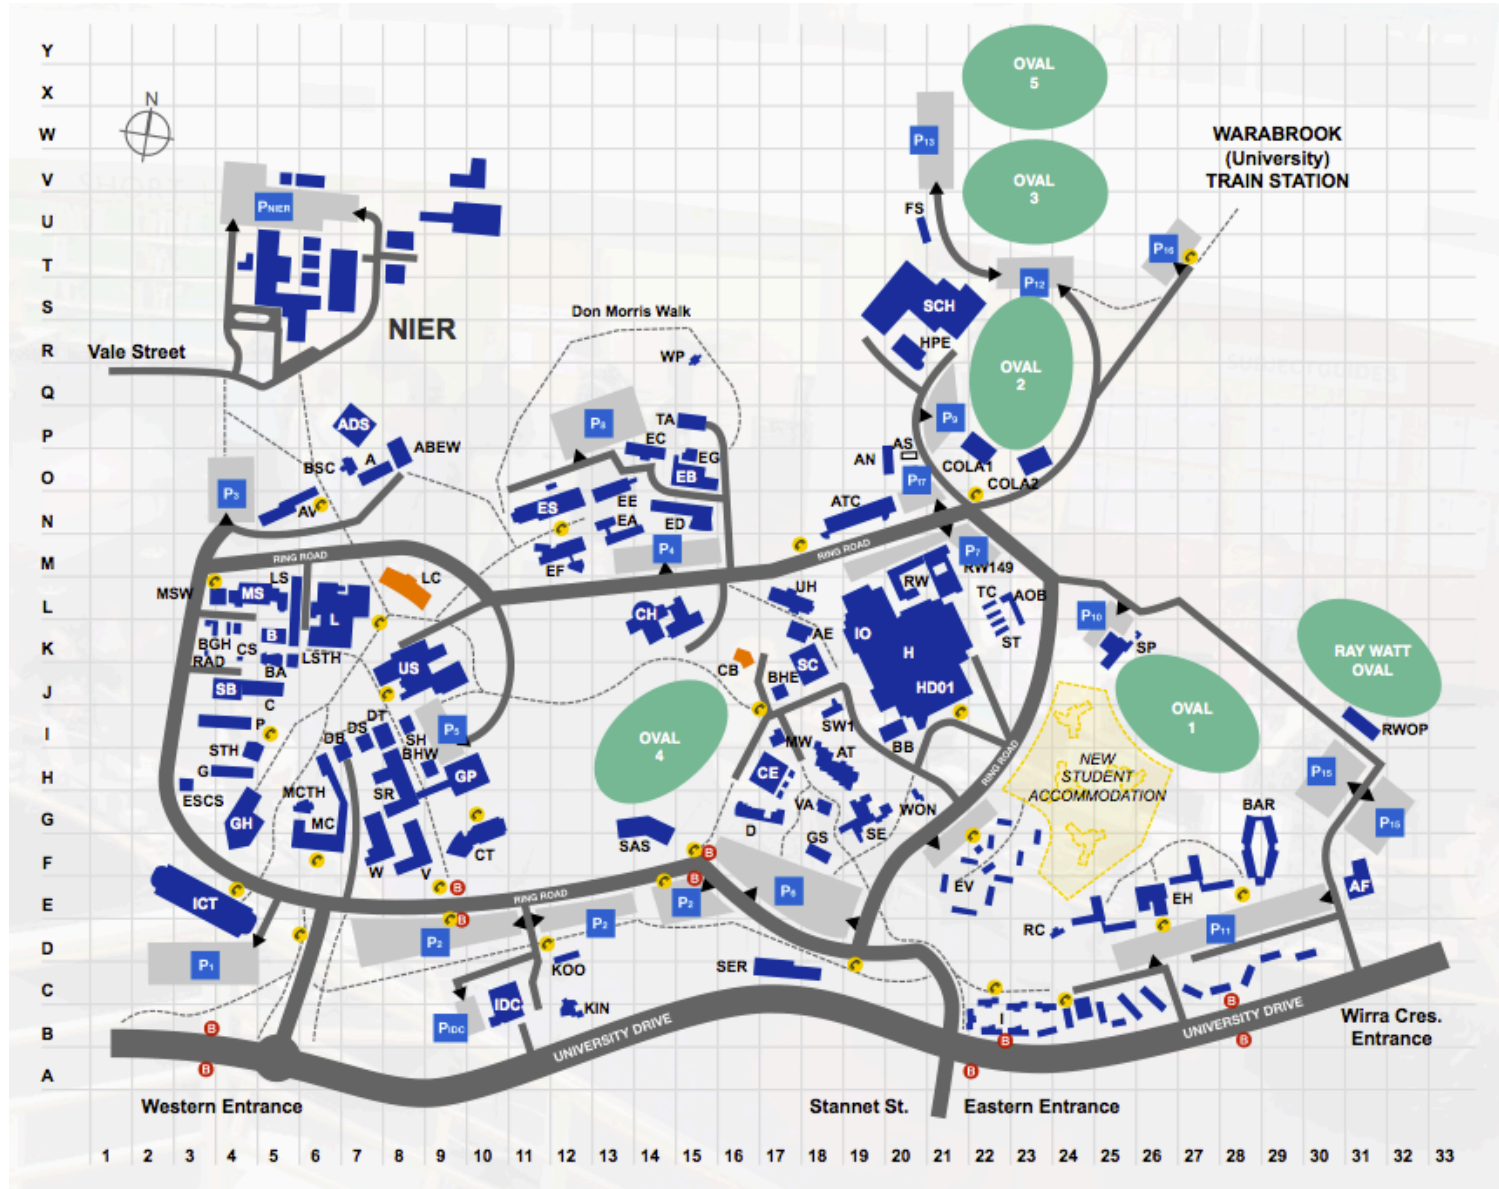 Y
X
W
V
U
T
S
R
Q
P
O
N
M
L
K
J
I
H
G
F
E
D
C
B
A
N
OVAL
5
P13
WARABROOK
(University)
TRAIN STATION
OVAL
3
PNIER
FS
P16
P12
SCH
Don Morris Walk
NIER
HPE
Vale Street
WP
OVAL
2
P9
ADS
P8
TA
EC
ABEW
AS
BSC
A
EG
AN
COLA1
EB
P17
COLA2
P3
EE
ATC
AV
ES
EA
ED
RING ROAD
P4
RING ROAD
P7
EF
RW149
LS
LC
MSW
MS
UH
RW
TC
AOB
L
CH
P10
BGH
CS
B
AE
IO
ST
SP
RAD
LSTH
BA
US
CB
SC
H
RAY WATT
OVAL
SB
BHE
HD01
C
OVAL
1
P
DT
DS
SW1
RWOP
STH
DB
SH
P5
OVAL
4
MW
AT
BB
RING ROAD
BHW
NEW
STUDENT
ACCOMMODATION
G
GP
CE
P15
ESCS
MCTH
SR
VA
WON
BAR
GH
MC
D
SE
P15
SAS
GS
CT
W
V
B
B
EV
AF
ICT
RING ROAD
P2
P6
EH
B
B
P2
P2
RC
P11
P1
KOO
SER
IDC
KIN
PIDC
I
B
UNIVERSITY DRIVE
UNIVERSITY DRIVE
Wirra Cres.
Entrance
B
B
B
B
B
Western Entrance
Stannet St.
Eastern Entrance
1 2 3 4 5 6 7 8 9 10 11 12 13 14 15 16 17 18 19 20 21 22 23 24 25 26 27 28 29 30 31 32 33